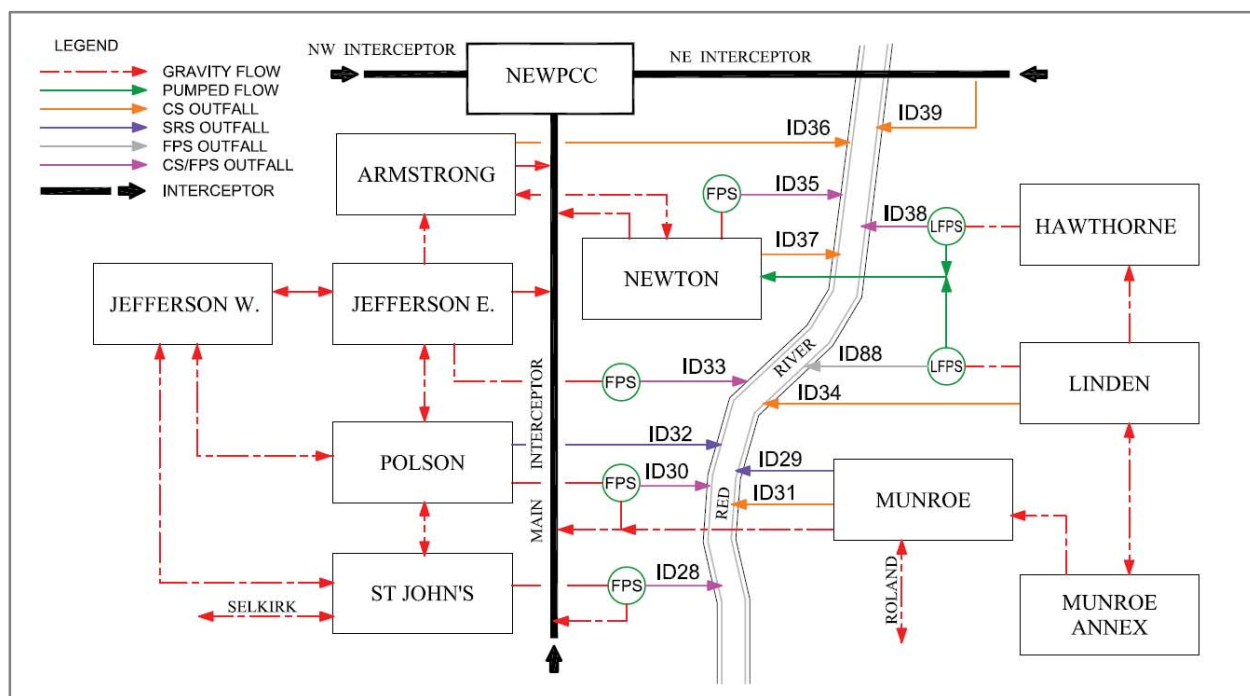 LEGEND
GRAVITY FLOW
PUMPED FLOW
CS OUTFALL
SRS OUTFALL
FPS OUTFALL
CS/FPS OUTFALL
INTERCEPTOR
NW INTERCEPTOR
NEWPCC
NE INTERCEPTOR
ID36
ID39
ARMSTRONG
FPS
ID35
ID38
LFPS
HAWTHORNE
ID37
NEWTON
JEFFERSON W.
JEFFERSON E.
ID33
FPS
RIVER
ID88
LFPS
LINDEN
ID34
MAIN INTERCEPTOR
POLSON
ID32
FPS
ID30
RED
ID29
ID31
MUNROE
ST JOHN'S
SELKIRK
FPS
ID28
ROLAND
MUNROE
ANNEX